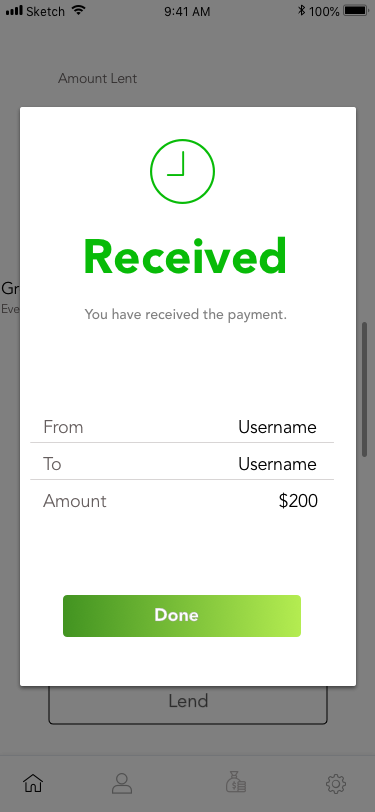 Sketch 9:41 AM 100%
Amount Lent
Received
Gr
Eve
You have received the payment.
From Username
To Username
Amount $200
Done
Lend